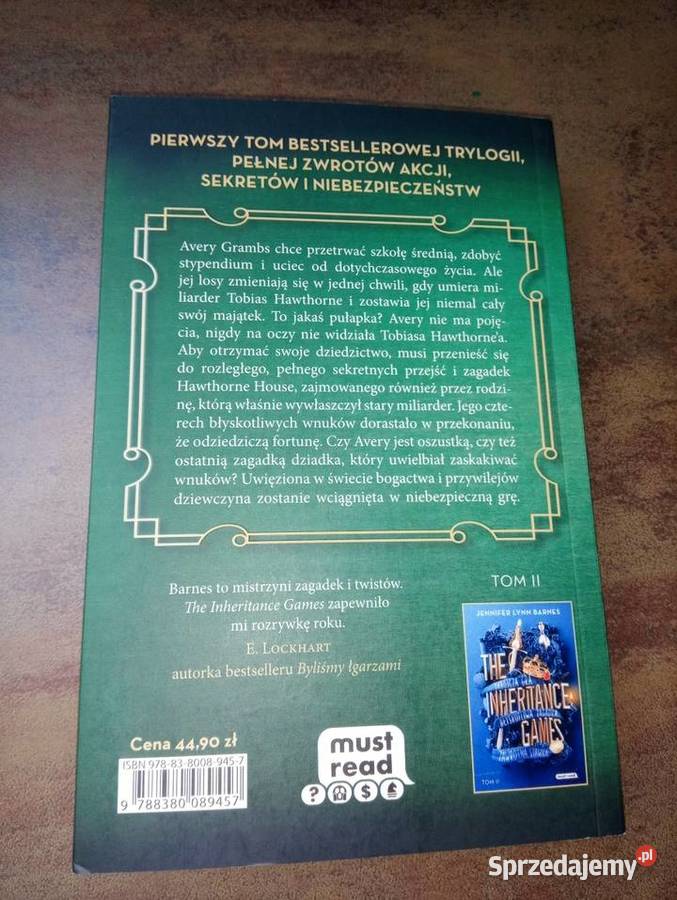 PIERWSZY TOM BESTSELLEROWEJ TRYLOGII,
PEŁNEJ ZWROTÓW AKCJI,
SEKRETÓW I NIEBEZPIECZEŃSTW
Avery Grambs chce przetrwać szkołę średnią, zdobyć
stypendium i uciec od dotychczasowego życia. Ale
jej losy zmieniają się w jednej chwili, gdy umiera mi-
liarder Tobias Hawthorne i zostawia jej niemal cały
swój majątek. To jakaś pułapka? Avery nie ma poję-
cia, nigdy na oczy nie widziała Tobiasa Hawthorne'a.
Aby otrzymać swoje dziedzictwo, musi przenieść się
do rozległego, pełnego sekretnych przejść i zagadek
Hawthorne House, zajmowanego również przez rodzi-
nę, którą właśnie wywłaszczył stary miliarder. Jego czte-
rech błyskotliwych wnuków dorastało w przekonaniu,
że odziedziczą fortunę. Czy Avery jest oszustką, czy też
ostatnią zagadką dziadka, który uwielbiał zaskakiwać
wnuków? Uwięziona w świecie bogactwa i przywilejów
dziewczyna zostanie wciągnięta w niebezpieczną grę.
Barnes to mistrzyni zagadek i twistów.
The Inheritance Games zapewniło
mi rozrywkę roku.
E. LOCKHART
autorka bestselleru Byliśmy łgarzami
TOM II
JENNIFER LYNN BARNES
THE
INHERITANCE
GAMES
TOM II
Cena 44,90 zł
ISBN 978-83-8008-945-7
9 788380 089457
must
read
? $
Sprzedajemy.pl